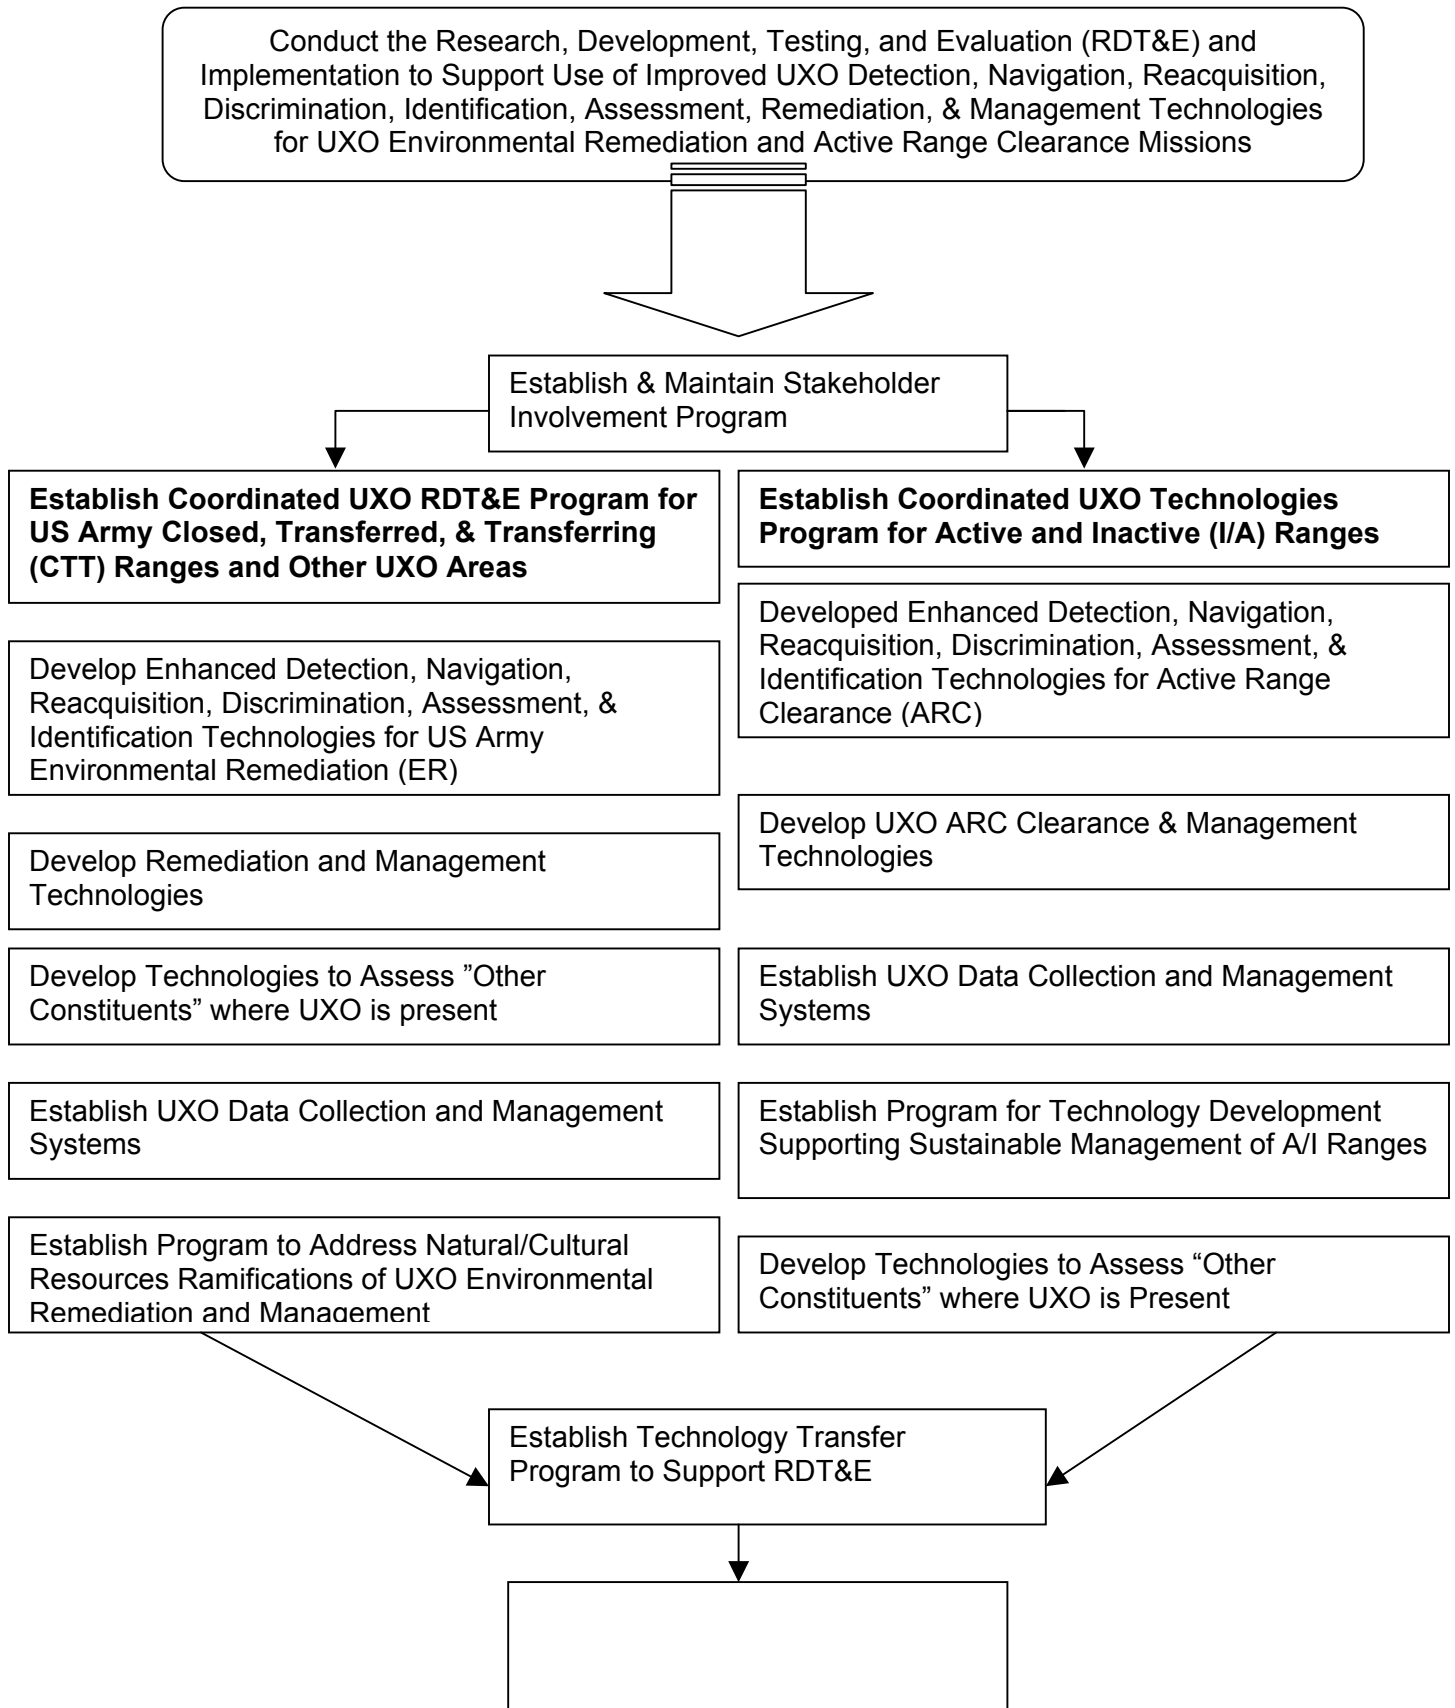 Conduct the Research, Development, Testing, and Evaluation (RDT&E) and
Implementation to Support Use of Improved UXO Detection, Navigation, Reacquisition,
Discrimination, Identification, Assessment, Remediation, & Management Technologies
for UXO Environmental Remediation and Active Range Clearance Missions
Establish & Maintain Stakeholder
Involvement Program
Establish Coordinated UXO RDT&E Program for
US Army Closed, Transferred, & Transferring
(CTT) Ranges and Other UXO Areas
Develop Enhanced Detection, Navigation,
Reacquisition, Discrimination, Assessment, &
Identification Technologies for US Army
Environmental Remediation (ER)
Develop Remediation and Management
Technologies
Develop Technologies to Assess ”Other
Constituents” where UXO is present
Establish UXO Data Collection and Management
Systems
Establish Program to Address Natural/Cultural
Resources Ramifications of UXO Environmental
Remediation and Management
Establish Coordinated UXO Technologies
Program for Active and Inactive (I/A) Ranges
Developed Enhanced Detection, Navigation,
Reacquisition, Discrimination, Assessment, &
Identification Technologies for Active Range
Clearance (ARC)
Develop UXO ARC Clearance & Management
Technologies
Establish UXO Data Collection and Management
Systems
Establish Program for Technology Development
Supporting Sustainable Management of A/I Ranges
Develop Technologies to Assess “Other
Constituents” where UXO is Present
Establish Technology Transfer
Program to Support RDT&E